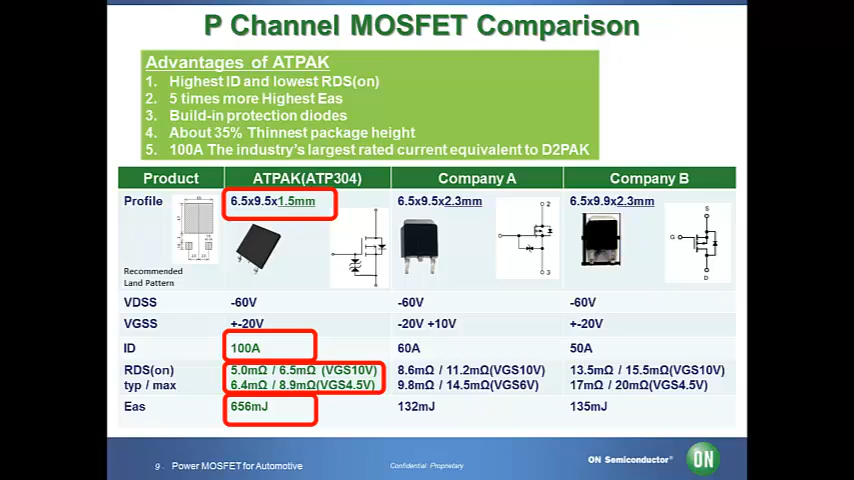 P Channel MOSFET Comparison
Advantages of ATPAK
1. Highest ID and lowest RDS(on)
2. 5 times more Highest Eas
3. Build-in protection diodes
4. About 35% Thinnest package height
5. 100A The industry's largest rated current equivalent to D2PAK
Product ATPAK(ATP304) Company A Company B
Profile 6.5x9.5x1.5mm 6.5x9.5x2.3mm 6.5x9.9x2.3mm
2
3
S
G
D
Recommended
Land Pattern
VDSS -60V -60V -60V
VGSS +-20V -20V +10V +-20V
ID 100A 60A 50A
RDS(on) 5.0mΩ / 6.5mΩ (VGS10V) 8.6mΩ / 11.2mΩ(VGS10V) 13.5mΩ / 15.5mΩ(VGS10V)
typ / max 6.4mΩ / 8.9mΩ(VGS4.5V) 9.8mΩ / 14.5mΩ(VGS6V) 17mΩ / 20mΩ(VGS4.5V)
Eas 656mJ 132mJ 135mJ
9 Power MOSFET for Automotive Confidential Proprietary ON Semiconductor® ON